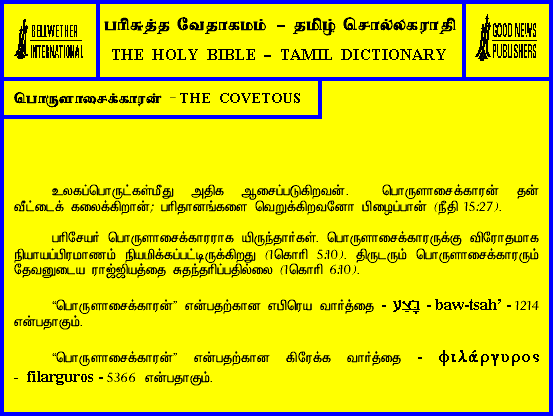 BELLWETHER
INTERNATIONAL
பரிசுத்த வேதாகமம் – தமிழ் சொல்லகராதி
THE HOLY BIBLE – TAMIL DICTIONARY
GOOD NEWS
PUBLISHERS
பொருளாசைக்காரன் – THE COVETOUS
உலகப்பொருட்கள்மீது அதிக ஆசைப்படுகிறவன். பொருளாசைக்காரன் தன்
வீட்டைக் கலைக்கிறான்; பரிதானங்களை வெறுக்கிறவனோ பிழைப்பான் (நீதி 15:27).
பரிசேயர் பொருளாசைக்காரராக யிருந்தார்கள். பொருளாசைக்காரருக்கு விரோதமாக
நியாயப்பிரமாணம் நியமிக்கப்பட்டிருக்கிறது (1கொரி 5:10). திருடரும் பொருளாசைக்காரரும்
தேவனுடைய ராஜ்ஜியத்தை சுதந்தரிப்பதில்லை (1கொரி 6:10).
“பொருளாசைக்காரன்” என்பதற்கான எபிரெய வார்த்தை - בָּצַע - baw-tsah’ - 1214
என்பதாகும்.
“பொருளாசைக்காரன்” என்பதற்கான கிரேக்க வார்த்தை - φιλάργυρος
- filarguros - 5366 என்பதாகும்.